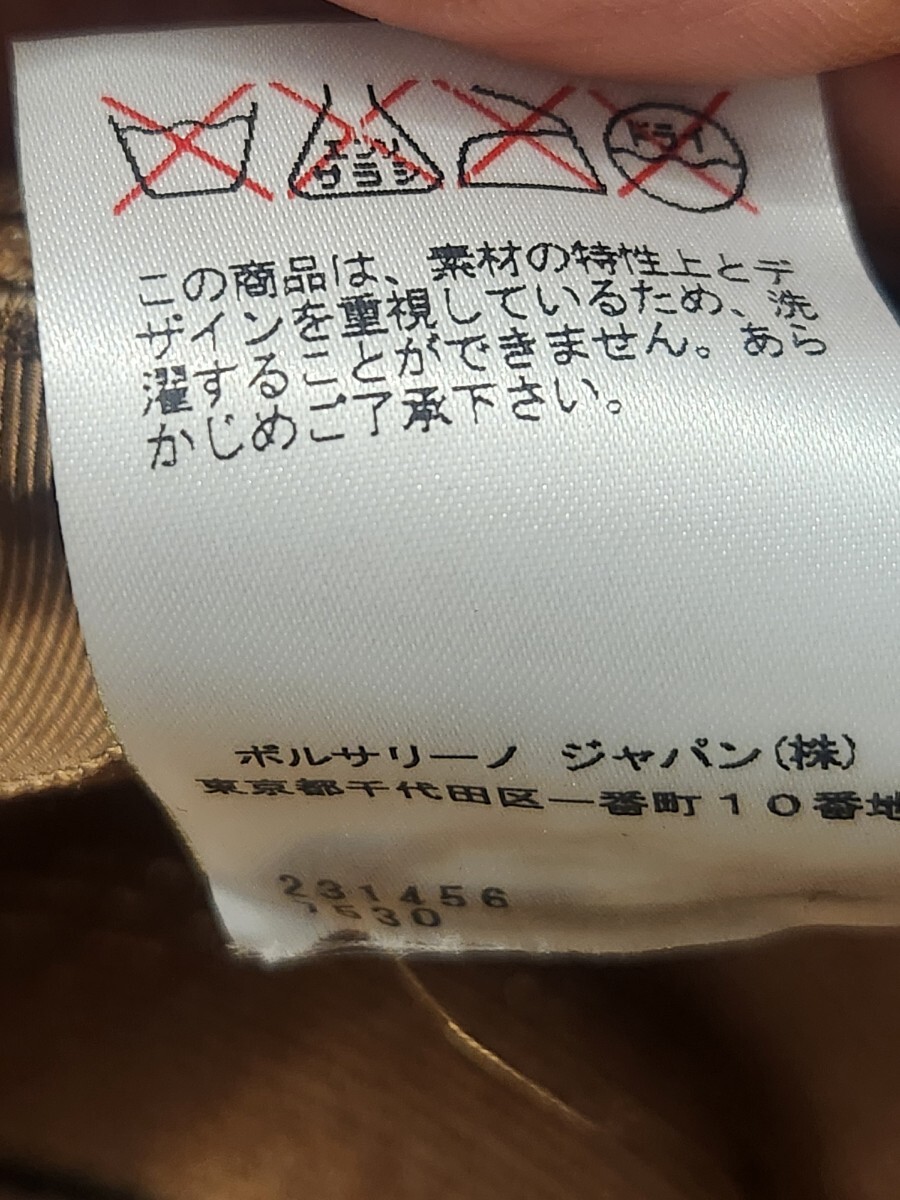 エンソ
サラシ
ドライ
この商品は、素材の特性上とデ
ザインを重視しているため、洗
濯することができません。あら
かじめご了承下さい。
ボルサリーノ ジャパン(株)
東京都千代田区一番町10番地
231456
1530